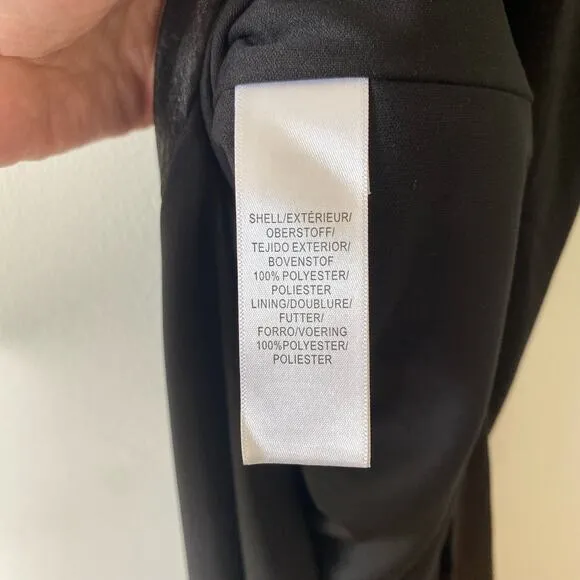 SHELL/EXTÉRIEUR/
OBERSTOFF/
TEJIDO EXTERIOR/
BOVENSTOF
100% POLYESTER/
POLIESTER
LINING/DOUBLURE/
FUTTER/
FORRO/VOERING
100%POLYESTER/
POLIESTER